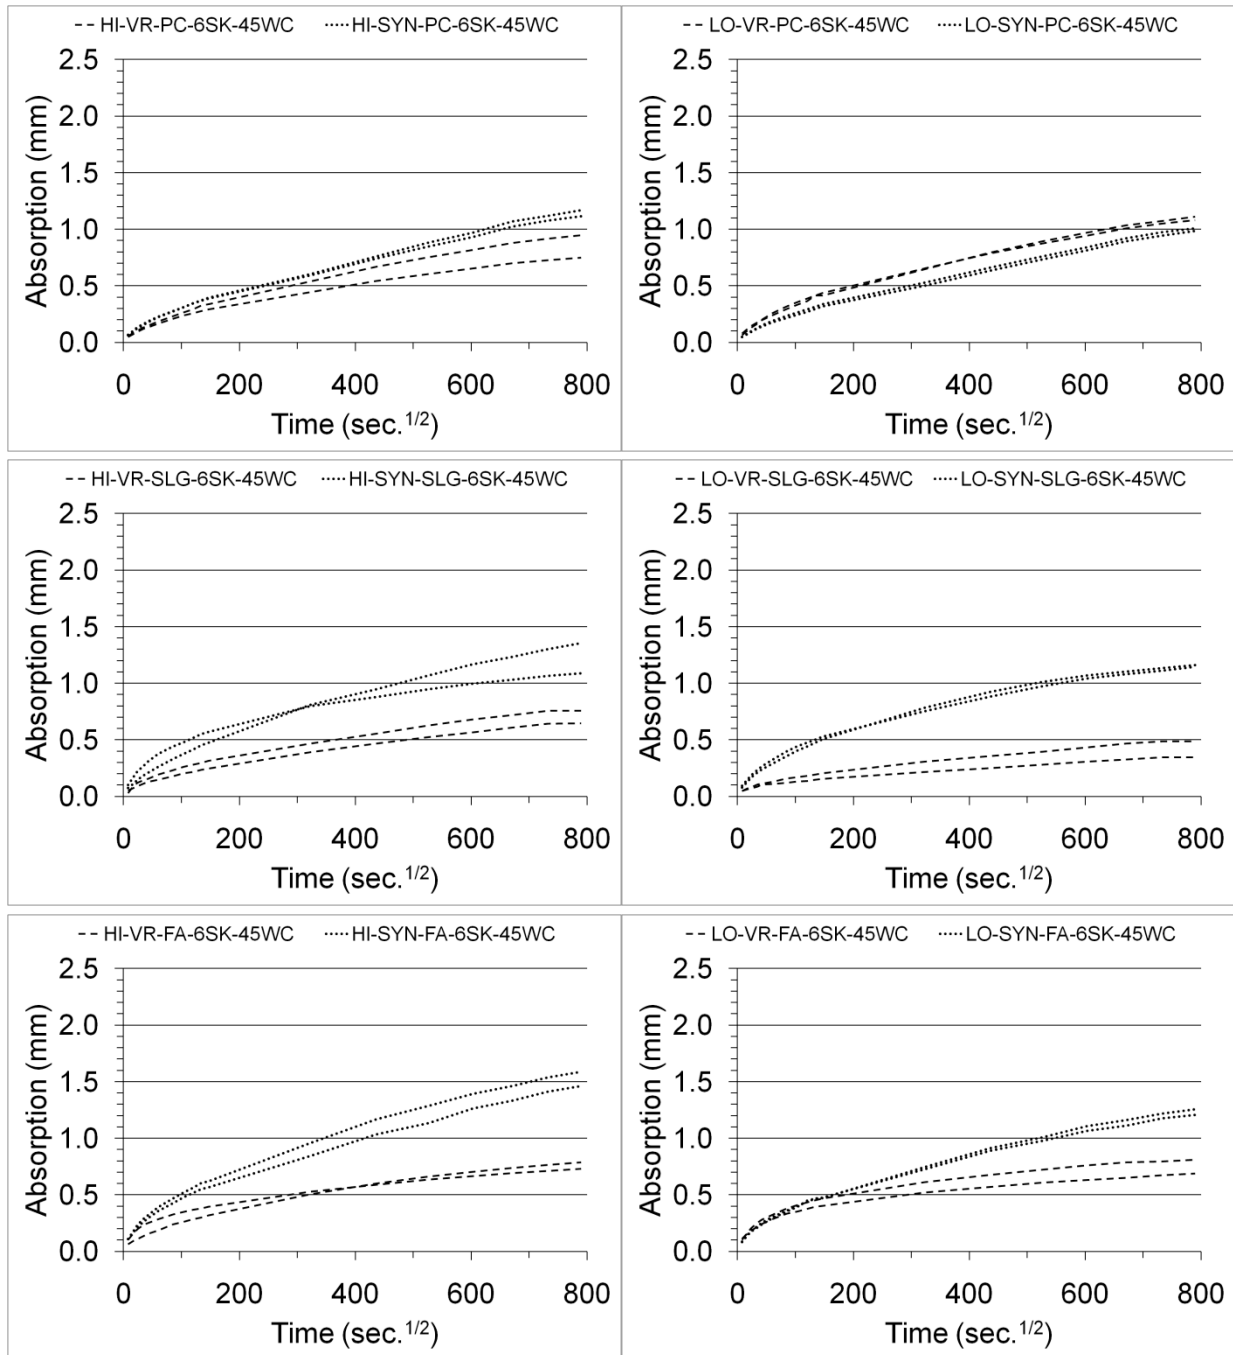 HI-VR-PC-6SK-45WC HI-SYN-PC-6SK-45WC
2.5
2.0
1.5
1.0
0.5
0.0
Absorption (mm)
0 200 400 600 800
Time (sec.1/2)
LO-VR-PC-6SK-45WC LO-SYN-PC-6SK-45WC
2.5
2.0
1.5
1.0
0.5
0.0
Absorption (mm)
0 200 400 600 800
Time (sec.1/2)
HI-VR-SLG-6SK-45WC HI-SYN-SLG-6SK-45WC
2.5
2.0
1.5
1.0
0.5
0.0
Absorption (mm)
0 200 400 600 800
Time (sec.1/2)
LO-VR-SLG-6SK-45WC LO-SYN-SLG-6SK-45WC
2.5
2.0
1.5
1.0
0.5
0.0
Absorption (mm)
0 200 400 600 800
Time (sec.1/2)
HI-VR-FA-6SK-45WC HI-SYN-FA-6SK-45WC
2.5
2.0
1.5
1.0
0.5
0.0
Absorption (mm)
0 200 400 600 800
Time (sec.1/2)
LO-VR-FA-6SK-45WC LO-SYN-FA-6SK-45WC
2.5
2.0
1.5
1.0
0.5
0.0
Absorption (mm)
0 200 400 600 800
Time (sec.1/2)